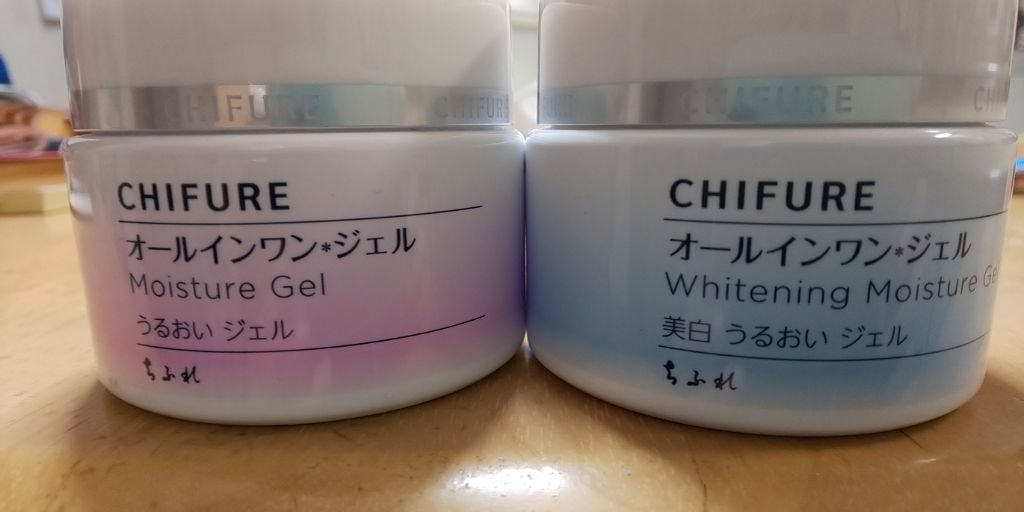 CHIFURE CHIFURE
CHIFURE
オールインワン*ジェル
Moisture Gel
うるおい ジェル
ちふれ
CHIFURE
CHIFURE
オールインワン*ジェル
Whitening Moisture Ge
美白 うるおい ジェル
ちふれ